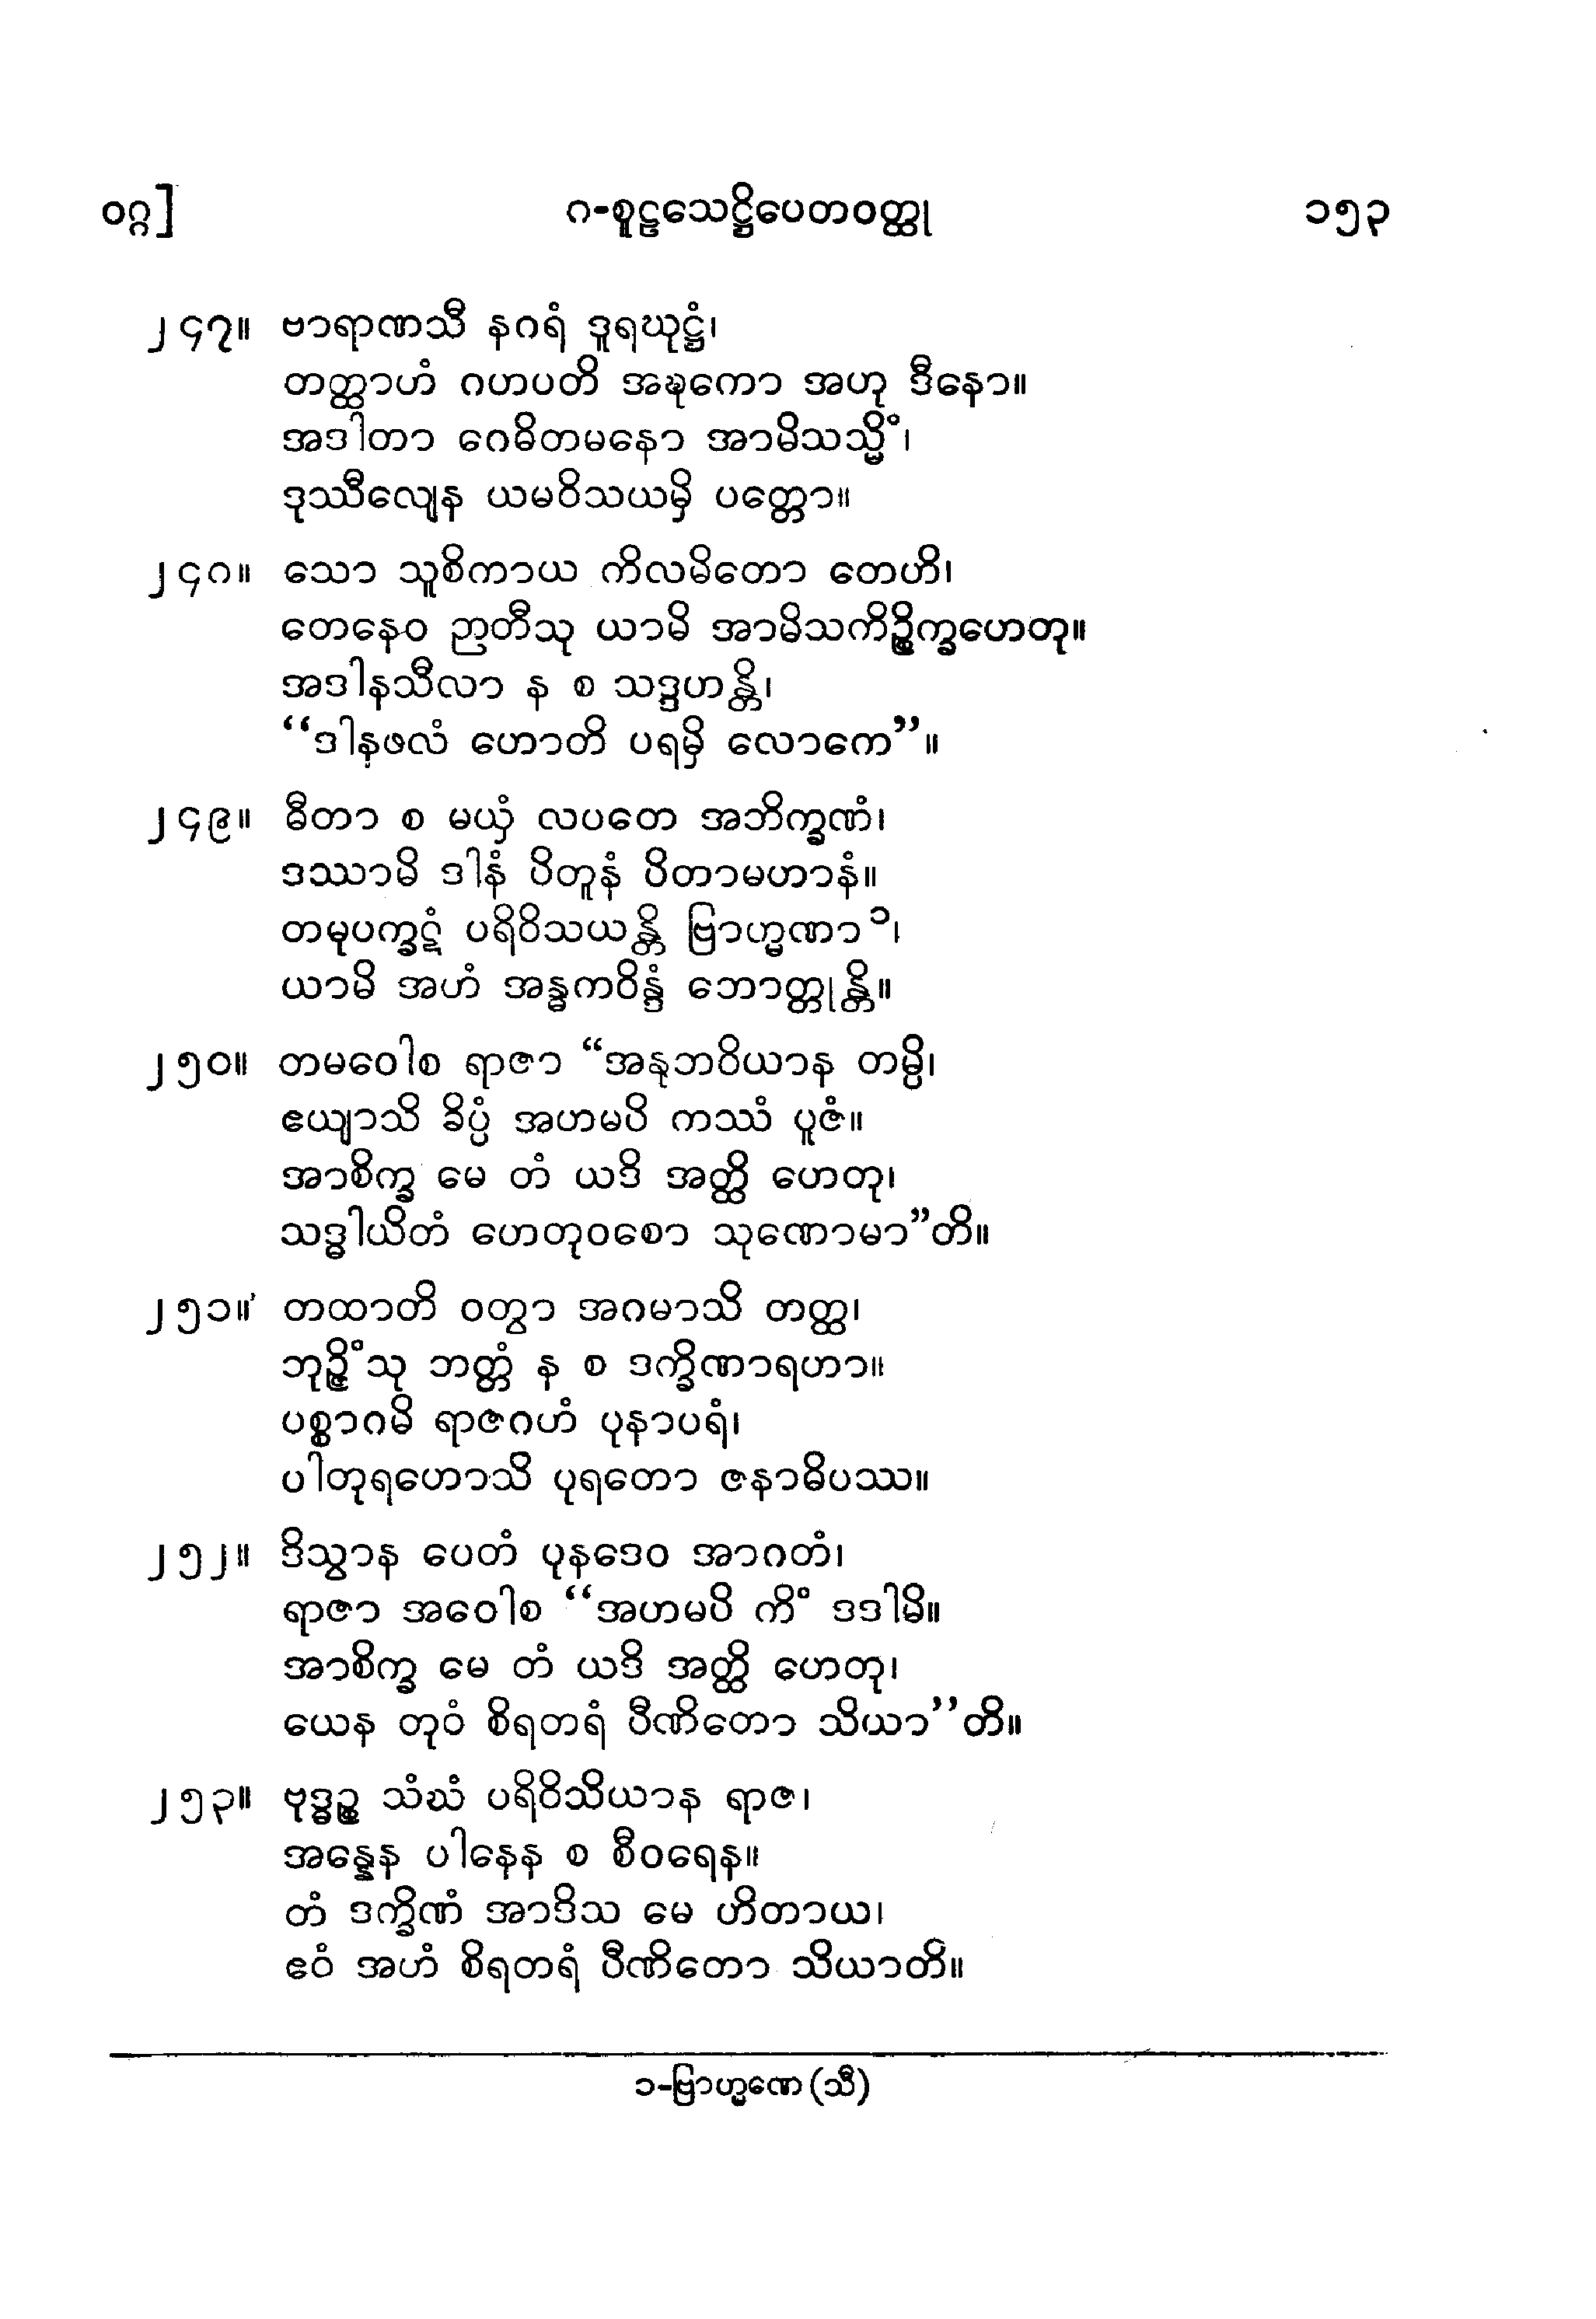 ဝဂ္ဂ]
၈-စူဠသေဋ္ဌိပေတဝတ္ထု
၁၅၃
၂၄၇။ ဗာရာဏသီ နဂရံ ဒူရဃုဋ္ဌံ၊
တတ္ထာဟံ ဂဟပတိ အဍ္ဎကော အဟု ဒီနော။
အဒါတာ ဂေဓိတမနော အာမိသသ္မိံ၊
ဒုဿီလျေန ယမဝိသယမှိ ပတ္တော။
၂၄၈။ သော သူစိကာယ ကိလမိတော တေဟိ၊
တေနေဝ ဉာတီသု ယာမိ အာမိသကိဉ္စိက္ခဟေတု။
အဒါနသီလာ န စ သဒ္ဒဟန္တိ၊
“ဒါနဖလံ ဟောတိ ပရမှိ လောကေ”။
၂၄၉။ ဓီတာ စ မယှံ လပတေ အဘိက္ခဏံ၊
ဒဿာမိ ဒါနံ ပိတူနံ ပိတာမဟာနံ။
တမုပက္ခဋံ ပရိဝိသယန္တိ ဗြာဟ္မဏာ ၁၊
ယာမိ အဟံ အန္ဓကဝိန္ဒံ ဘောတ္တုန္တိ။
၂၅၀။ တမဝေါစ ရာဇာ “အနုဘဝိယာန တမ္ပိ၊
ဧယျာသိ ခိပ္ပံ အဟမပိ ကဿံ ပူဇံ။
အာစိက္ခ မေ တံ ယဒိ အတ္ထိ ဟေတု၊
သဒ္ဓါယိတံ ဟေတုဝစော သုဏောမာ”တိ။
၂၅၁။ တထာတိ ဝတွာ အဂမာသိ တတ္ထ၊
ဘုဉ္ဇိံသု ဘတ္တံ န စ ဒက္ခိဏာရဟာ။
ပစ္စာဂမိ ရာဇဂဟံ ပုနာပရံ၊
ပါတုရဟောသိ ပုရတော ဇနာဓိပဿ။
၂၅၂။ ဒိသွာန ပေတံ ပုနဒေဝ အာဂတံ၊
ရာဇာ အဝေါစ “အဟမပိ ကိံ ဒဒါမိ။
အာစိက္ခ မေ တံ ယဒိ အတ္ထိ ဟေတု၊
ယေန တုဝံ စိရတရံ ပီဏိတော သိယာ”တိ။
၂၅၃။ ဗုဒ္ဓဉ္စ သံဃံ ပရိဝိသိယာန ရာဇ၊
အန္နေန ပါနေန စ စီဝရေန။
တံ ဒက္ခိဏံ အာဒိသ မေ ဟိတာယ၊
ဧဝံ အဟံ စိရတရံ ပီဏိတော သိယာတိ။
၁-ဗြာဟ္မဏေ (သီ)